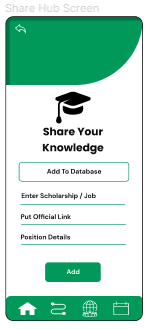 Share Hub Screen
Share Your
Knowledge
Add To Database
Enter Scholarship / Job
Put Official Link
Position Details
Add